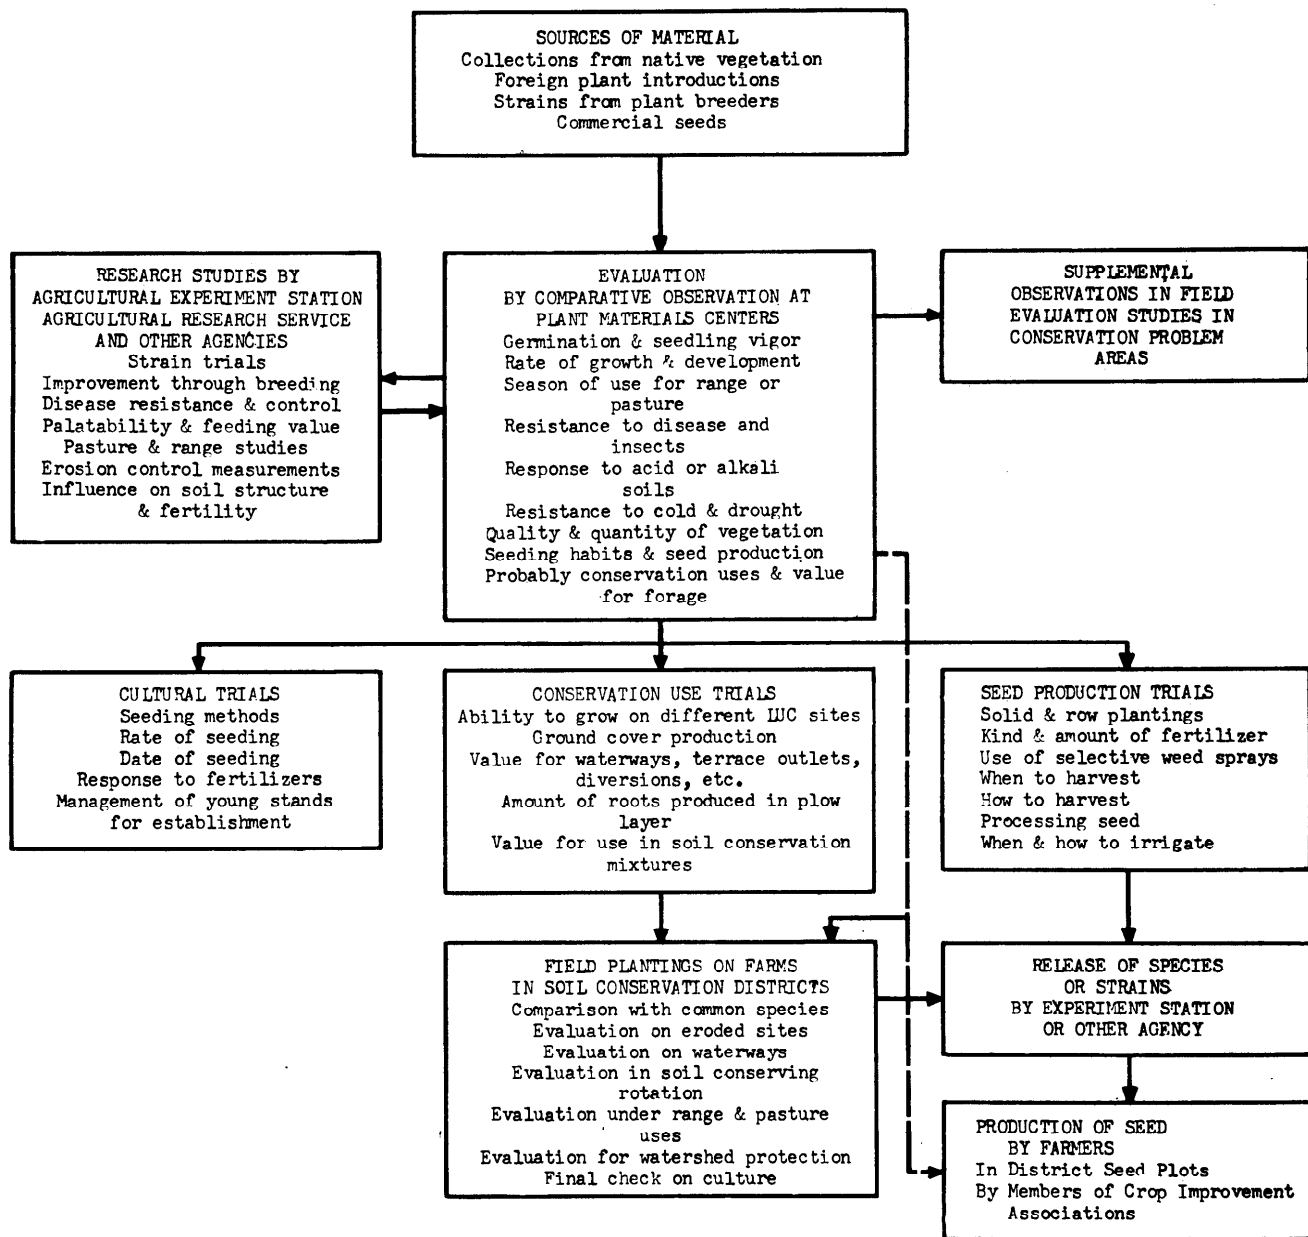 SOURCES OF MATERIAL
Collections from native vegetation
Foreign plant introductions
Strains from plant breeders
Commercial seeds
RESEARCH STUDIES BY
AGRICULTURAL EXPERIMENT STATION
AGRICULTURAL RESEARCH SERVICE
AND OTHER AGENCIES
Strain trials
Improvement through breeding
Disease resistance & control
Palatability & feeding value
Pasture & range studies
Erosion control measurements
Influence on soil structure
& fertility
EVALUATION
BY COMPARATIVE OBSERVATION AT
PLANT MATERIALS CENTERS
Germination & seedling vigor
Rate of growth & development
Season of use for range or
pasture
Resistance to disease and
insects
Response to acid or alkali
soils
Resistance to cold & drought
Quality & quantity of vegetation
Seeding habits & seed production
Probably conservation uses & value
for forage
SUPPLEMENTAL
OBSERVATIONS IN FIELD
EVALUATION STUDIES IN
CONSERVATION PROBLEM
AREAS
CULTURAL TRIALS
Seeding methods
Rate of seeding
Date of seeding
Response to fertilizers
Management of young stands
for establishment
CONSERVATION USE TRIALS
Ability to grow on different LUC sites
Ground cover production
Value for waterways, terrace outlets,
diversions, etc.
Amount of roots produced in plow
layer
Value for use in soil conservation
mixtures
SEED PRODUCTION TRIALS
Solid & row plantings
Kind & amount of fertilizer
Use of selective weed sprays
When to harvest
How to harvest
Processing seed
When & how to irrigate
FIELD PLANTINGS ON FARMS
IN SOIL CONSERVATION DISTRICTS
Comparison with common species
Evaluation on eroded sites
Evaluation on waterways
Evaluation in soil conserving
rotation
Evaluation under range & pasture
uses
Evaluation for watershed protection
Final check on culture
RELEASE OF SPECIES
OR STRAINS
BY EXPERIMENT STATION
OR OTHER AGENCY
PRODUCTION OF SEED
BY FARMERS
In District Seed Plots
By Members of Crop Improvement
Associations